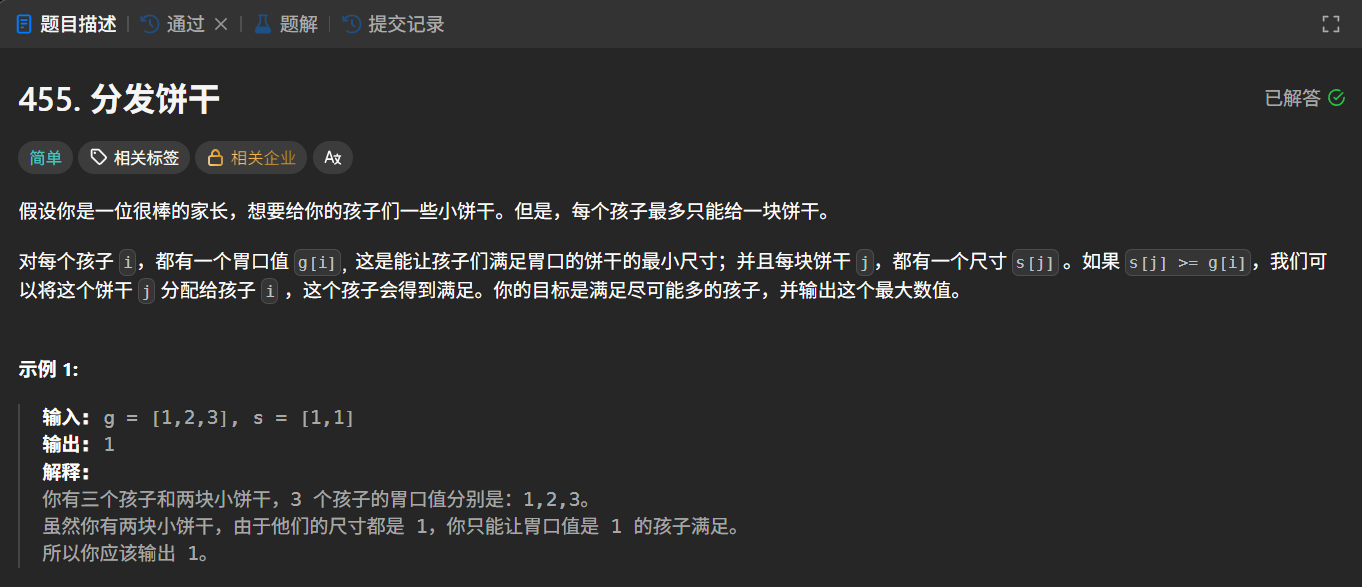 题目描述 | 通过 × | 题解 | 提交记录
455. 分发饼干
已解答
简单 相关标签 相关企业 Ax
假设你是一位很棒的家长，想要给你的孩子们一些小饼干。但是，每个孩子最多只能给一块饼干。
对每个孩子 i，都有一个胃口值 g[i]，这是能让孩子们满足胃口的饼干的最小尺寸；并且每块饼干 j，都有一个尺寸 s[j] 。如果 s[j] >= g[i]，我们可
以将这个饼干 j 分配给孩子 i ，这个孩子会得到满足。你的目标是满足尽可能多的孩子，并输出这个最大数值。
示例 1:
输入: g = [1,2,3], s = [1,1]
输出: 1
解释:
你有三个孩子和两块小饼干，3 个孩子的胃口值分别是：1,2,3。
虽然你有两块小饼干，由于他们的尺寸都是 1，你只能让胃口值是 1 的孩子满足。
所以你应该输出 1。